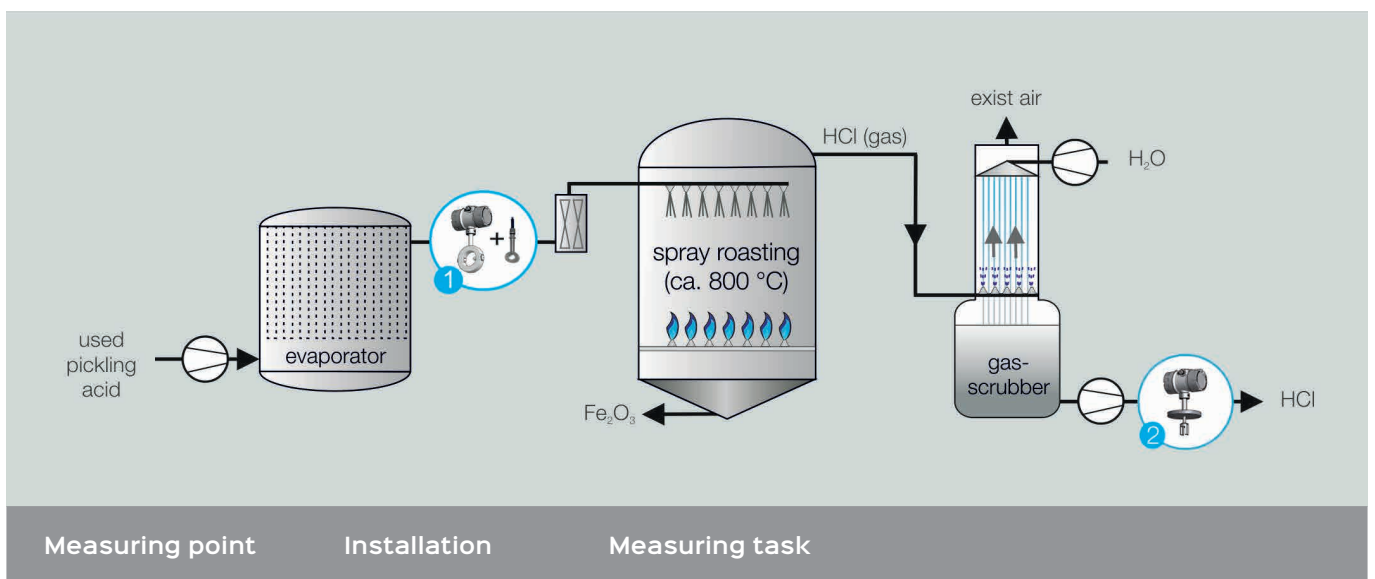 exist air
HCl (gas)
H₂O
spray roasting
(ca. 800 °C)
+
1
used
pickling
acid
evaporator
gas-
scrubber
Fe₂O₃
HCl
2
Measuring point Installation Measuring task